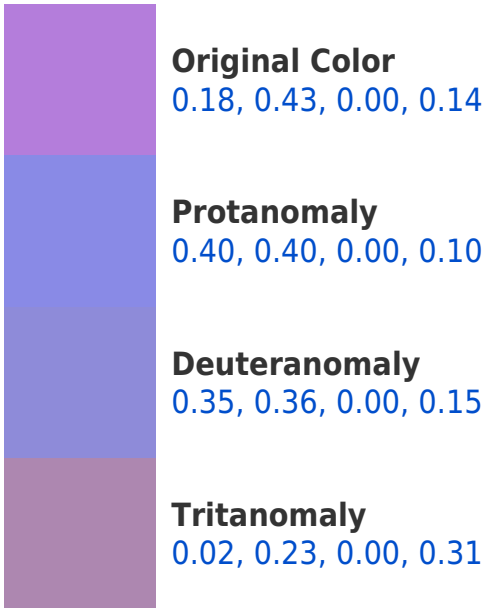 Original Color
0.18, 0.43, 0.00, 0.14
Protanomaly
0.40, 0.40, 0.00, 0.10
Deuteranomaly
0.35, 0.36, 0.00, 0.15
Tritanomaly
0.02, 0.23, 0.00, 0.31